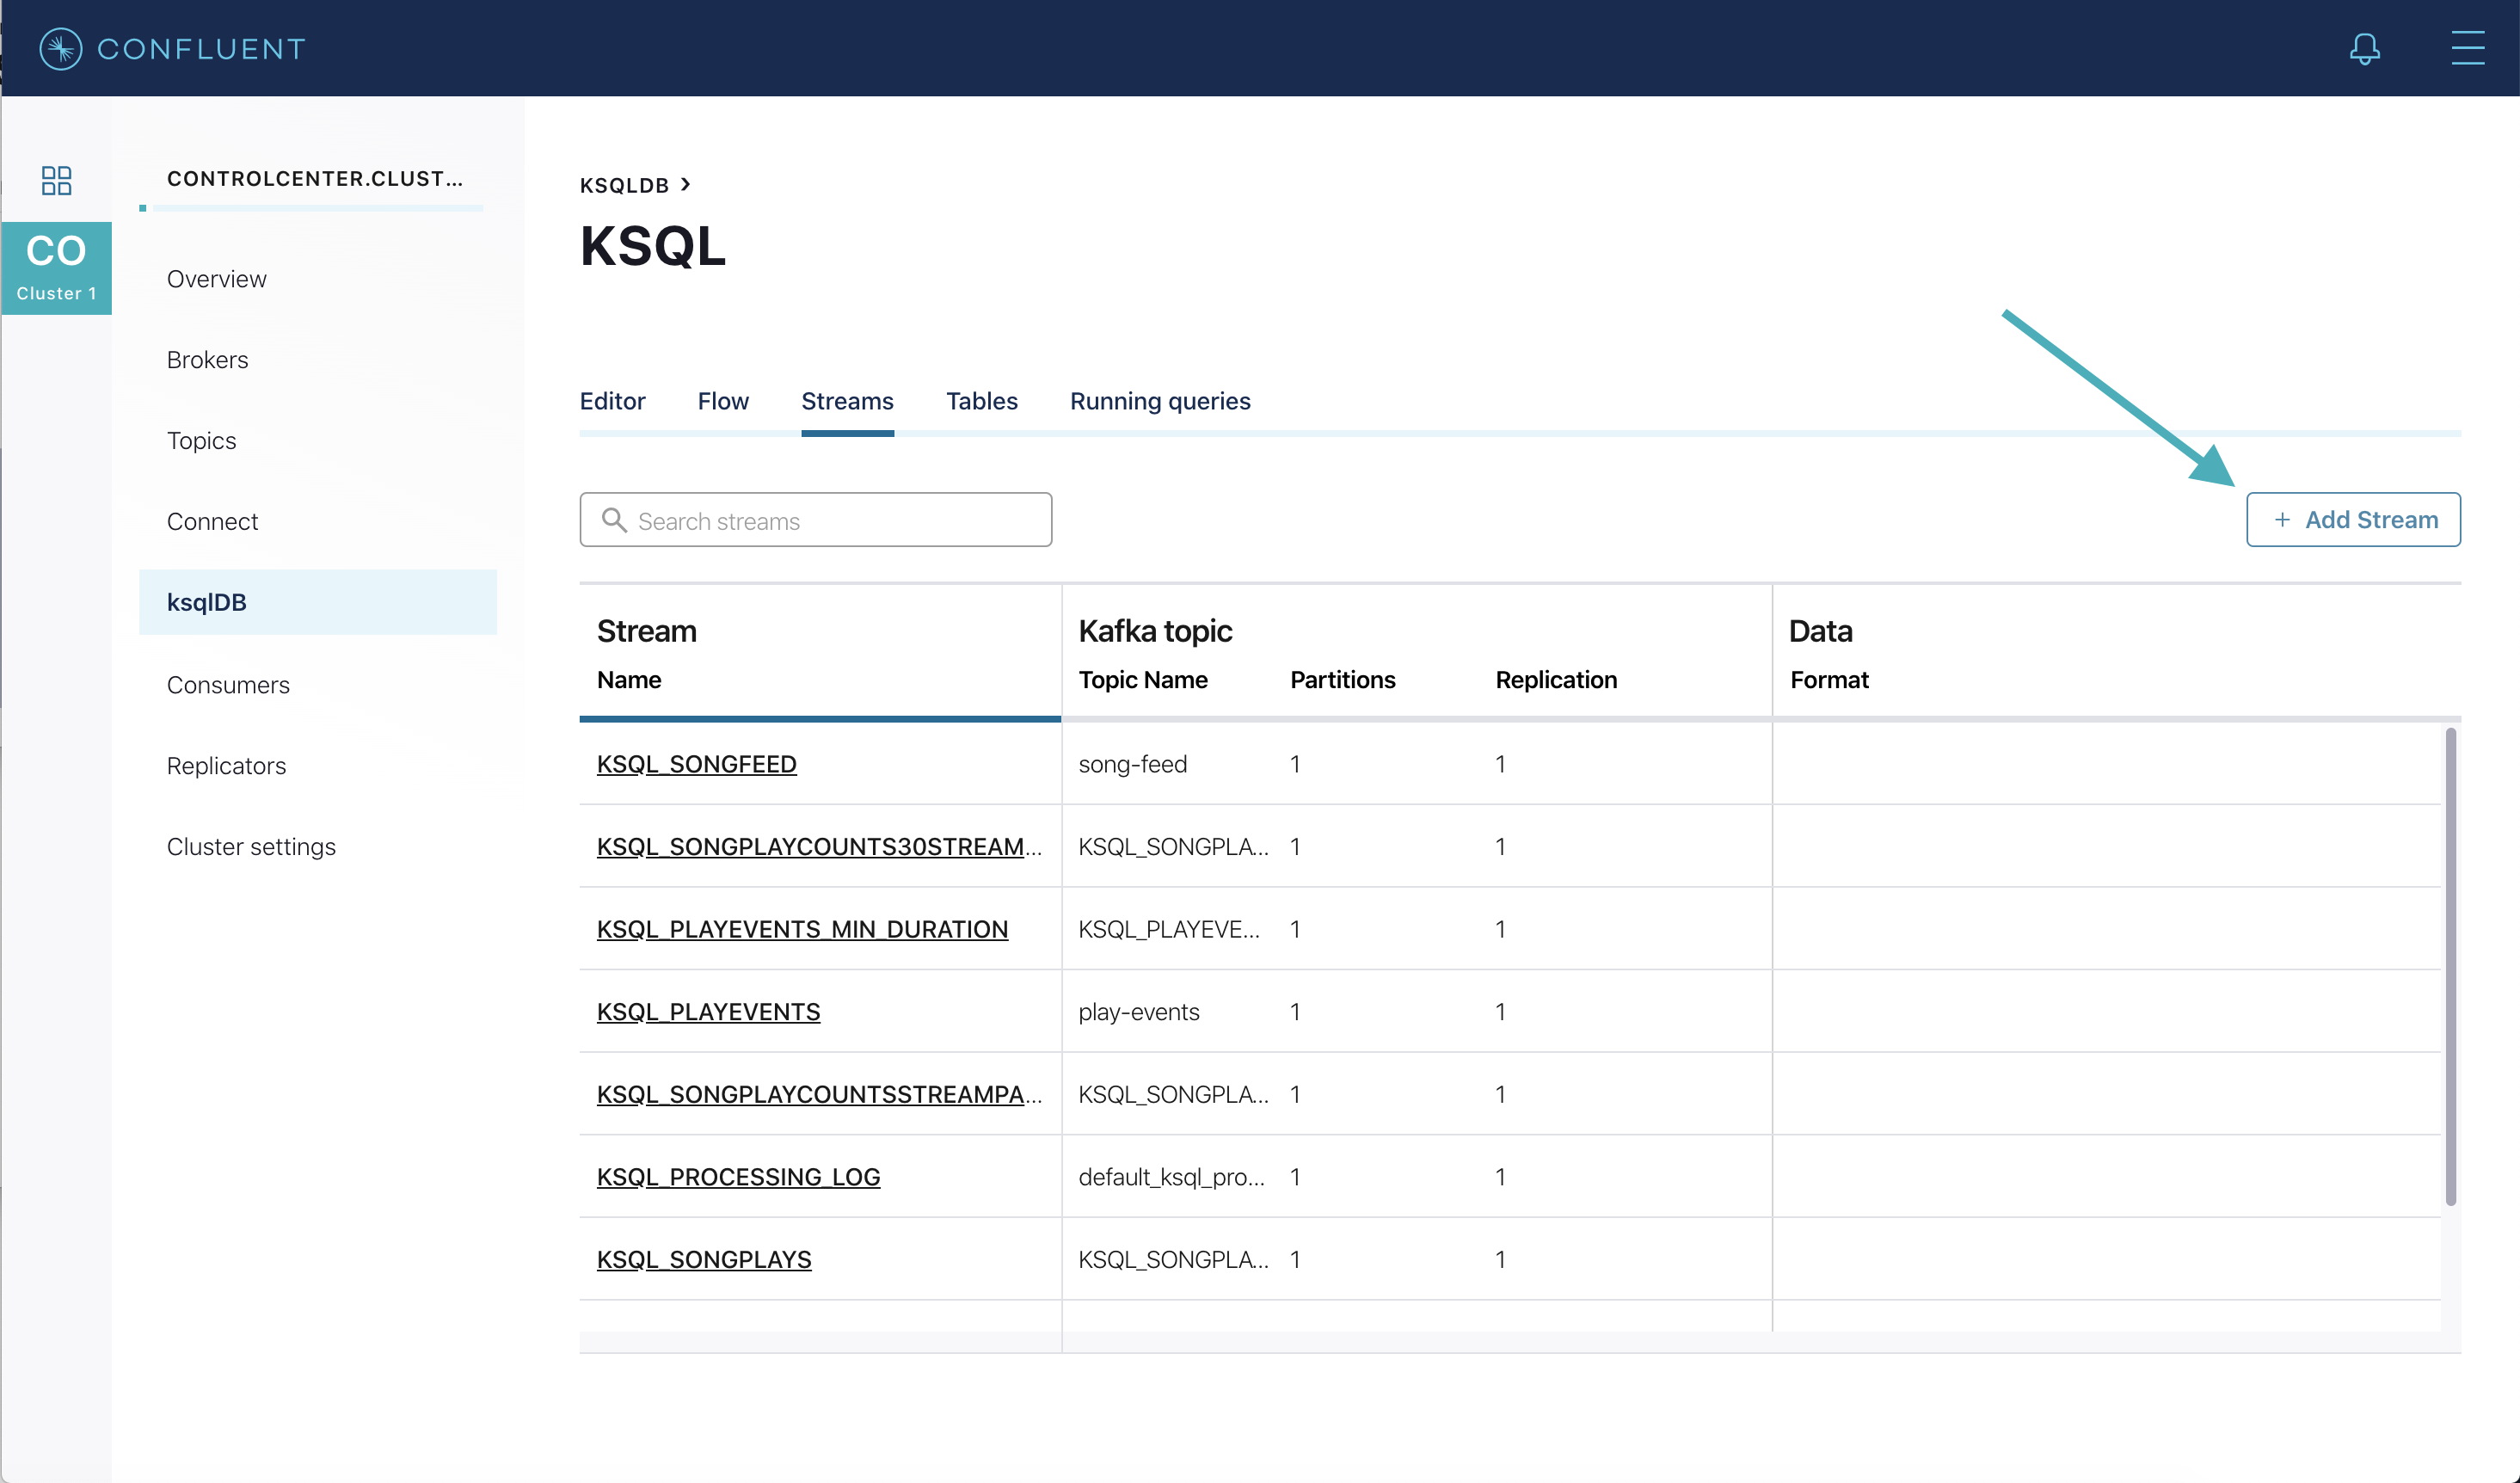 CONFLUENT
CONTROLCENTER.CLUST...
CO
Cluster 1
Overview
Brokers
Topics
Connect
ksqlDB
Consumers
Replicators
Cluster settings
KSQLDB >
KSQL
Editor Flow Streams Tables Running queries
Search streams
+ Add Stream
Stream Kafka topic Data
Name Topic Name Partitions Replication Format
KSQL_SONGFEED song-feed 1 1
KSQL_SONGPLAYCOUNTS30STREAM... KSQL_SONGPLA... 1 1
KSQL_PLAYEVENTS_MIN_DURATION KSQL_PLAYEVE... 1 1
KSQL_PLAYEVENTS play-events 1 1
KSQL_SONGPLAYCOUNTSSTREAMPA... KSQL_SONGPLA... 1 1
KSQL_PROCESSING_LOG default_ksql_pro... 1 1
KSQL_SONGPLAYS KSQL_SONGPLA... 1 1